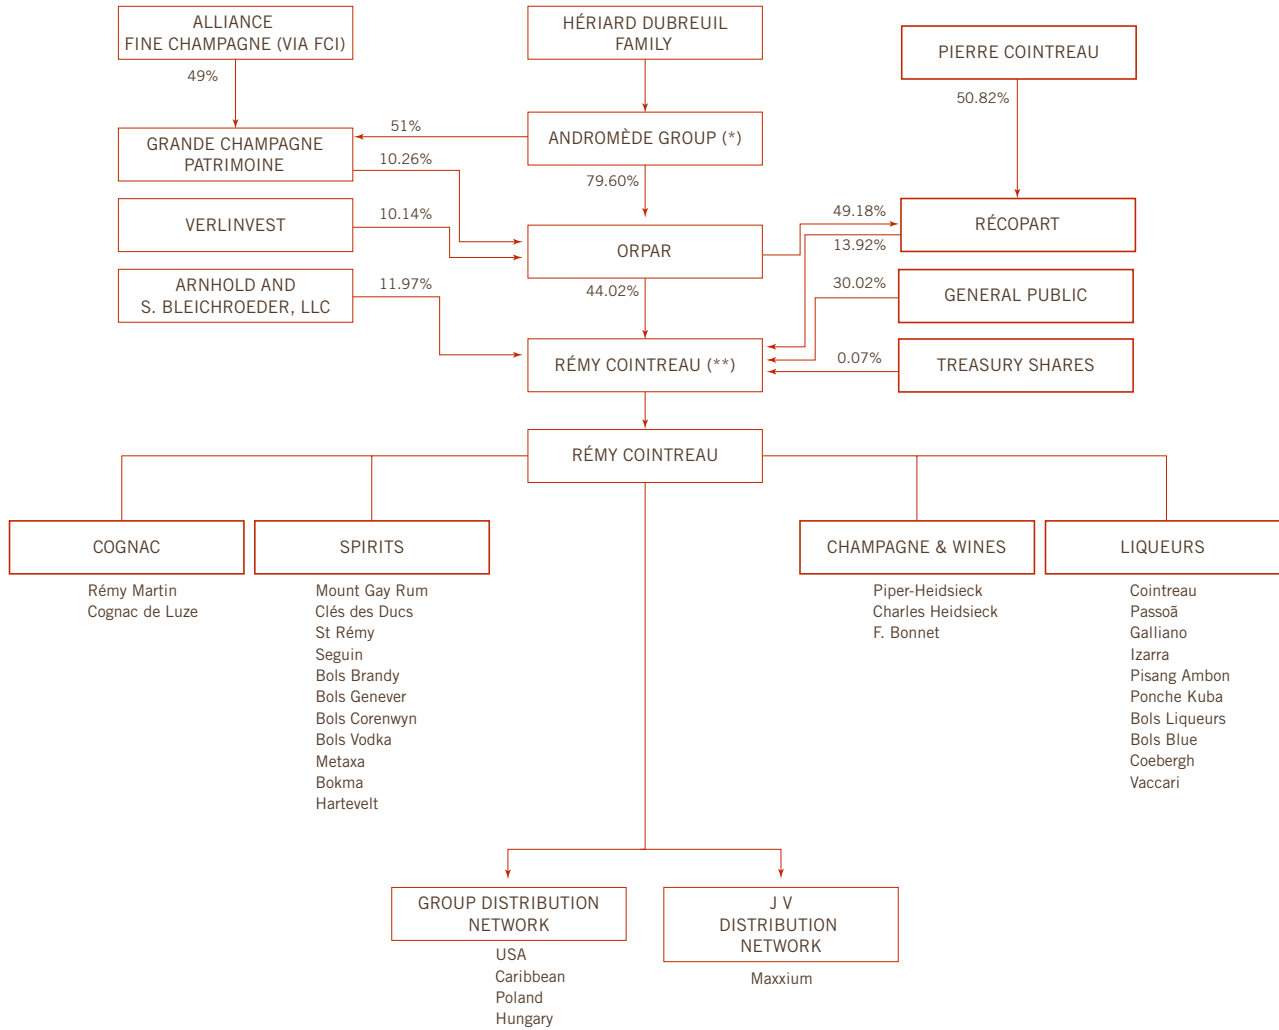 ALLIANCE
FINE CHAMPAGNE (VIA FCI)
HÉRIARD DUBREUIL
FAMILY
PIERRE COINTREAU
49%
50.82%
GRANDE CHAMPAGNE
PATRIMOINE
51%
ANDROMÈDE GROUP (*)
10.26%
79.60%
VERLINVEST
10.14%
ORPAR
49.18%
RÉCOPART
13.92%
ARNHOLD AND
S. BLEICHROEDER, LLC
11.97%
44.02%
30.02%
GENERAL PUBLIC
RÉMY COINTREAU (**)
0.07%
TREASURY SHARES
RÉMY COINTREAU
COGNAC
Rémy Martin
Cognac de Luze
SPIRITS
Mount Gay Rum
Clés des Ducs
St Rémy
Seguin
Bols Brandy
Bols Genever
Bols Corenwyn
Bols Vodka
Metaxa
Bokma
Hartevelt
CHAMPAGNE & WINES
Piper-Heidsieck
Charles Heidsieck
F. Bonnet
LIQUEURS
Cointreau
Passoã
Galliano
Izarra
Pisang Ambon
Ponche Kuba
Bols Liqueurs
Bols Blue
Coebergh
Vaccari
GROUP DISTRIBUTION
NETWORK
USA
Caribbean
Poland
Hungary
J V
DISTRIBUTION
NETWORK
Maxxium